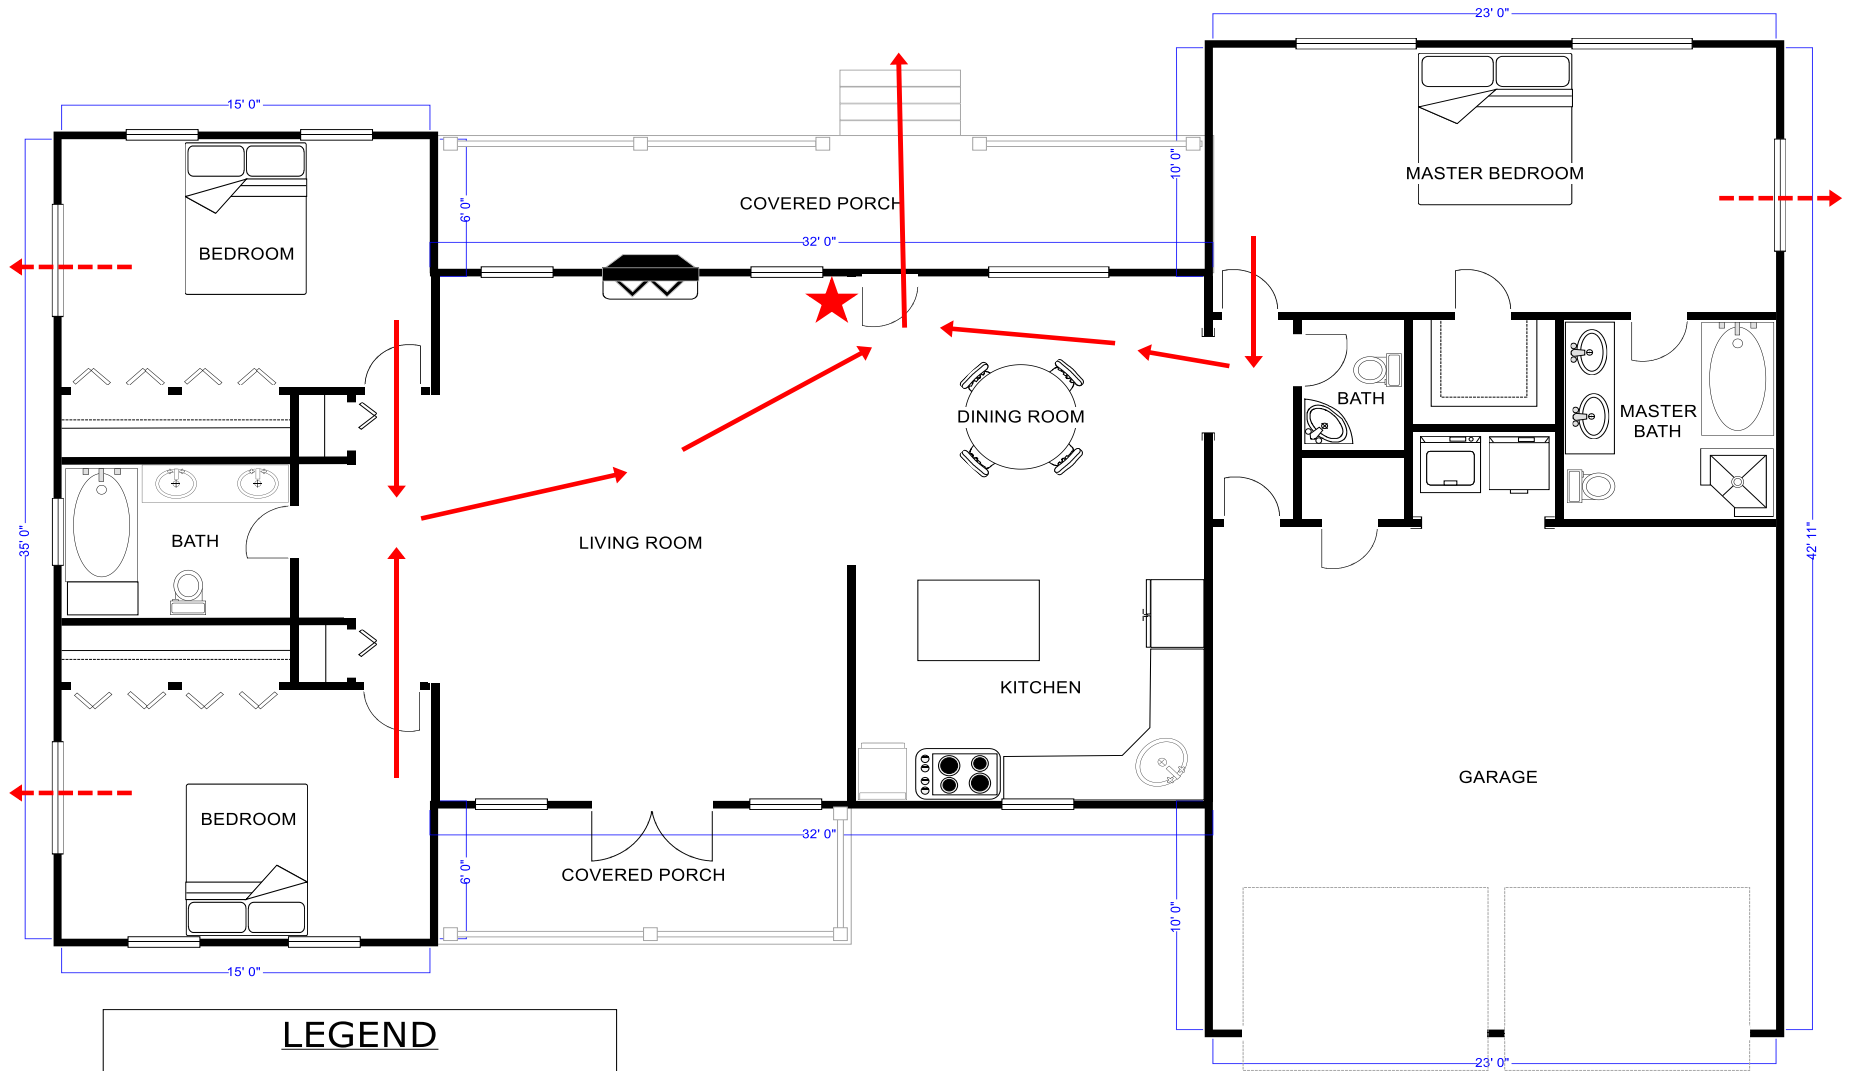 23' 0"
15' 0"
10' 0"
6' 0"
MASTER BEDROOM
COVERED PORCH
32' 0"
BEDROOM
BATH
MASTER
BATH
DINING ROOM
35' 0"
BATH
LIVING ROOM
42' 11"
KITCHEN
GARAGE
BEDROOM
32' 0"
6' 0"
COVERED PORCH
10' 0"
15' 0"
LEGEND
23' 0"